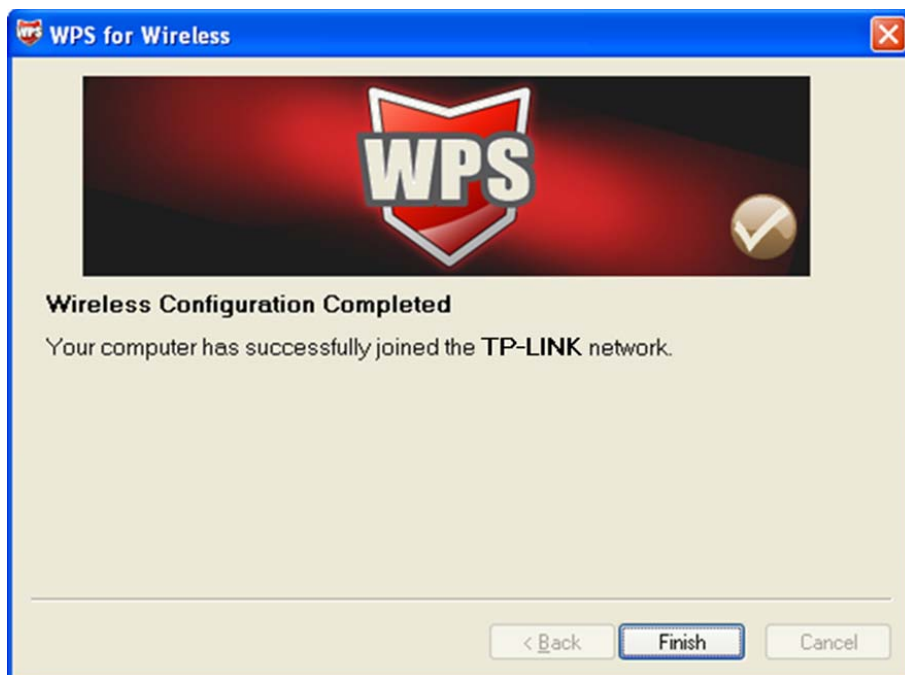 WPS for Wireless
WPS
Wireless Configuration Completed
Your computer has successfully joined the TP-LINK network.
< Back
Finish
Cancel